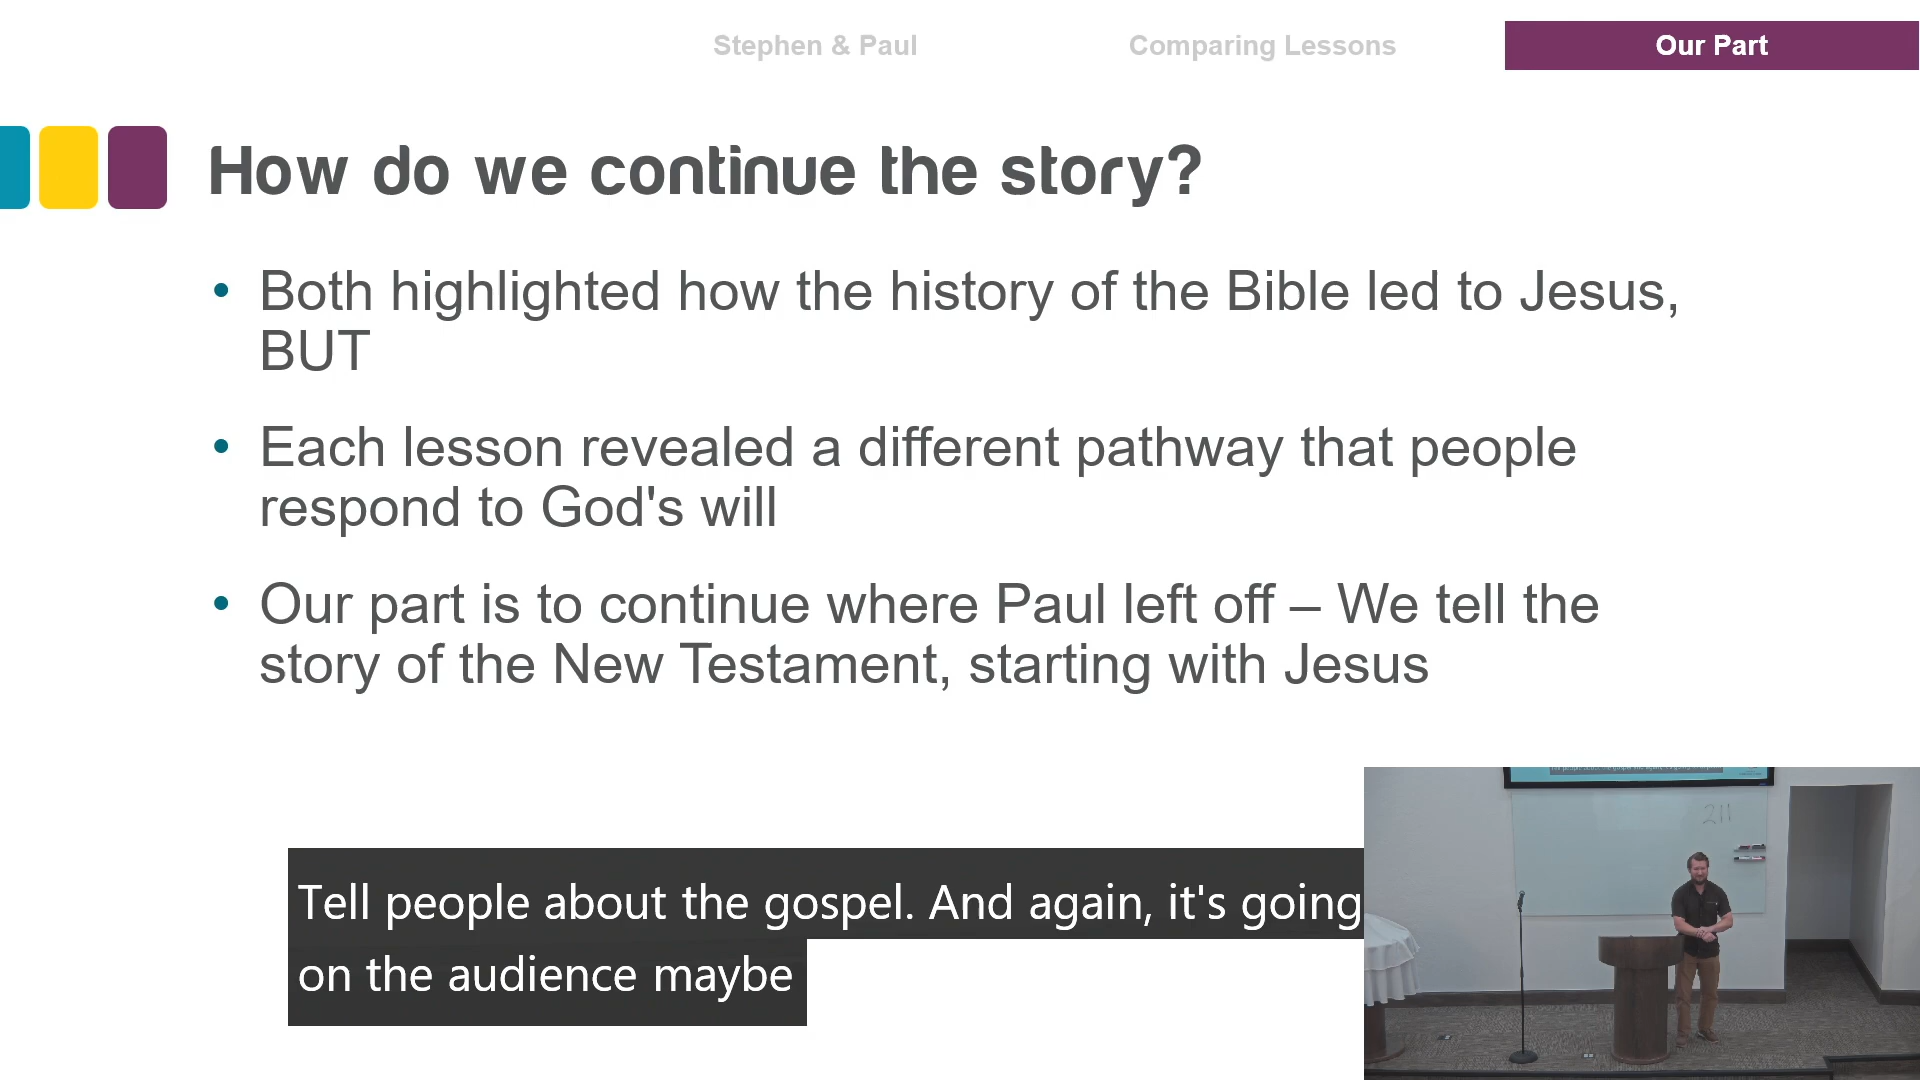 Stephen & Paul
Comparing Lessons
Our Part
How do we continue the story?
• Both highlighted how the history of the Bible led to Jesus,
BUT
• Each lesson revealed a different pathway that people
respond to God's will
• Our part is to continue where Paul left off – We tell the
story of the New Testament, starting with Jesus
Tell people about the gospel. And again, it's going
on the audience maybe
211